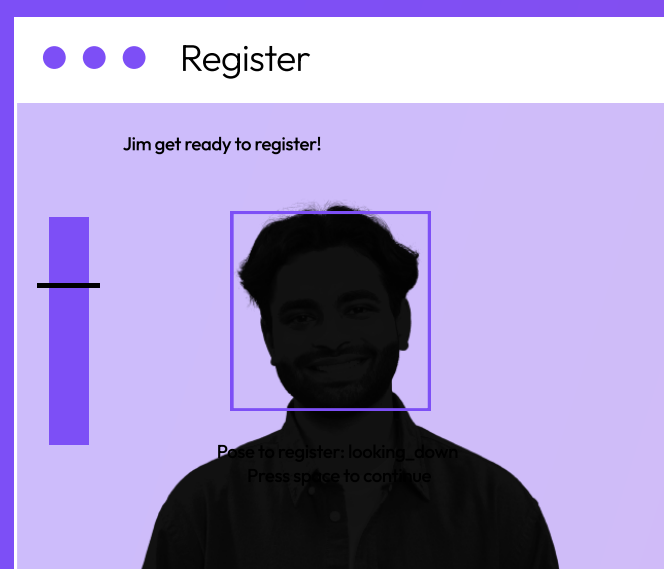 Register
Jim get ready to register!
Pose to register: looking_down
Press space to continue